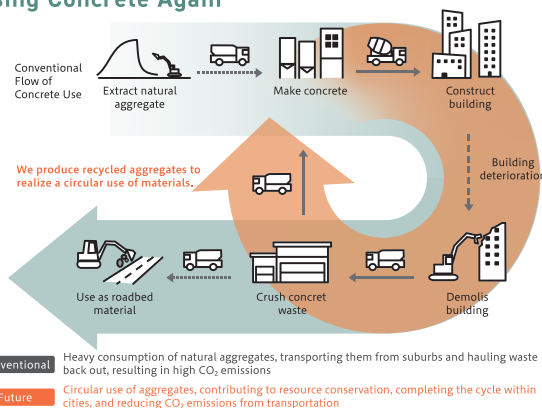 sing Concrete Again
Conventional
Flow of
Concrete Use
Extract natural
aggregate
Make concrete
Construct
building
We produce recycled aggregates to
realize a circular use of materials.
Building
deterioration
Use as roadbed
material
Crush concret
waste
Demolis
building
ventional
Heavy consumption of natural aggregates, transporting them from suburbs and hauling waste
back out, resulting in high CO₂ emissions
Future
Circular use of aggregates, contributing to resource conservation, completing the cycle within
cities, and reducing CO₂ emissions from transportation